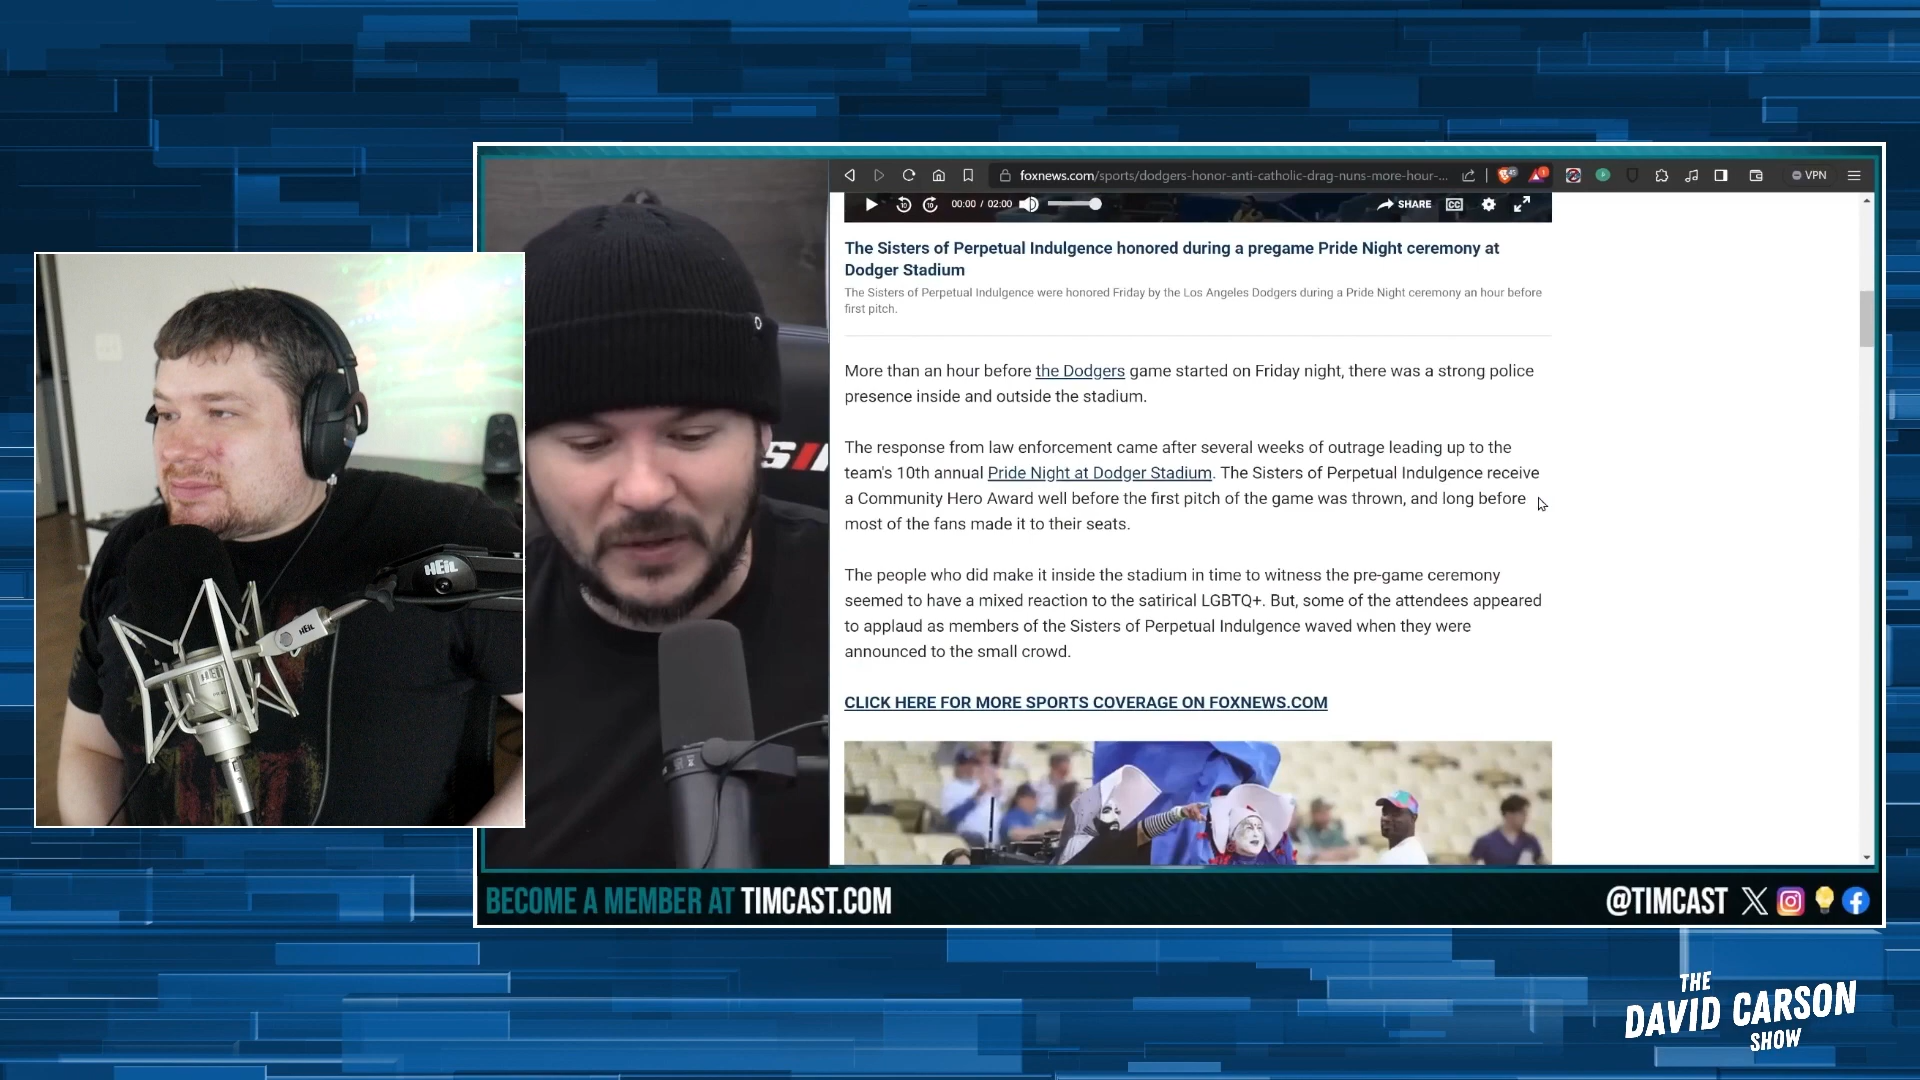 foxnews.com/sports/dodgers-honor-anti-catholic-drag-nuns-more-hour-...
VPN
00:00 / 02:00
SHARE
CC
The Sisters of Perpetual Indulgence honored during a pregame Pride Night ceremony at
Dodger Stadium
The Sisters of Perpetual Indulgence were honored Friday by the Los Angeles Dodgers during a Pride Night ceremony an hour before
first pitch.
More than an hour before the Dodgers game started on Friday night, there was a strong police
presence inside and outside the stadium.
The response from law enforcement came after several weeks of outrage leading up to the
team's 10th annual Pride Night at Dodger Stadium. The Sisters of Perpetual Indulgence receive
a Community Hero Award well before the first pitch of the game was thrown, and long before
most of the fans made it to their seats.
The people who did make it inside the stadium in time to witness the pre-game ceremony
seemed to have a mixed reaction to the satirical LGBTQ+. But, some of the attendees appeared
to applaud as members of the Sisters of Perpetual Indulgence waved when they were
announced to the small crowd.
CLICK HERE FOR MORE SPORTS COVERAGE ON FOXNEWS.COM
HEiL
HEiL
BECOME A MEMBER AT TIMCAST.COM
@TIMCAST
THE
DAVID CARSON
SHOW